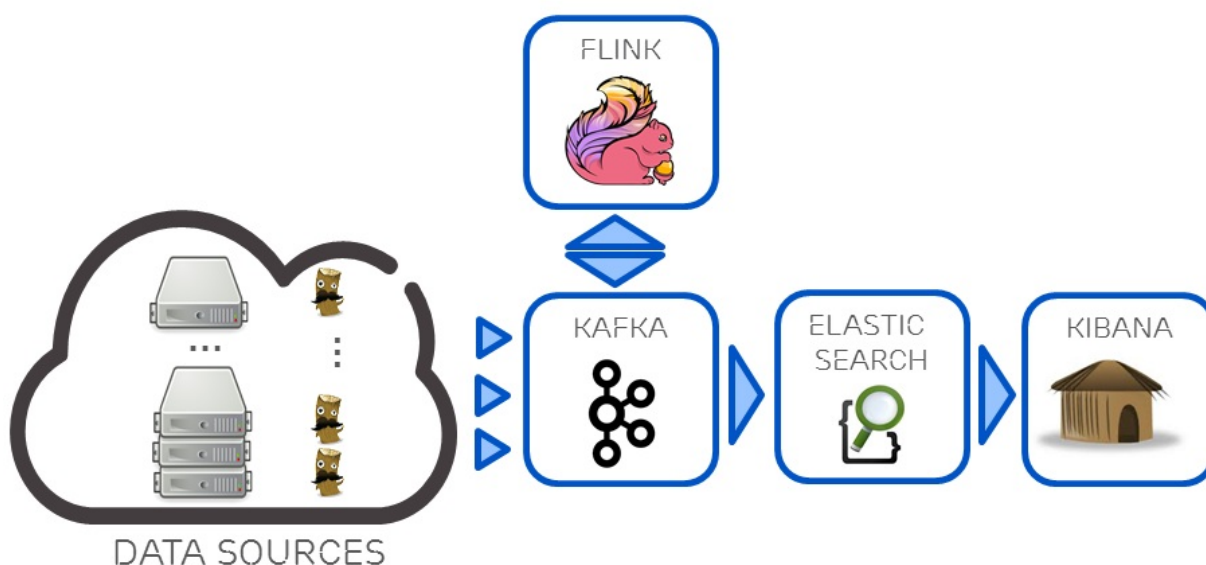 FLINK
KAFKA
ELASTIC
SEARCH
KIBANA
DATA SOURCES